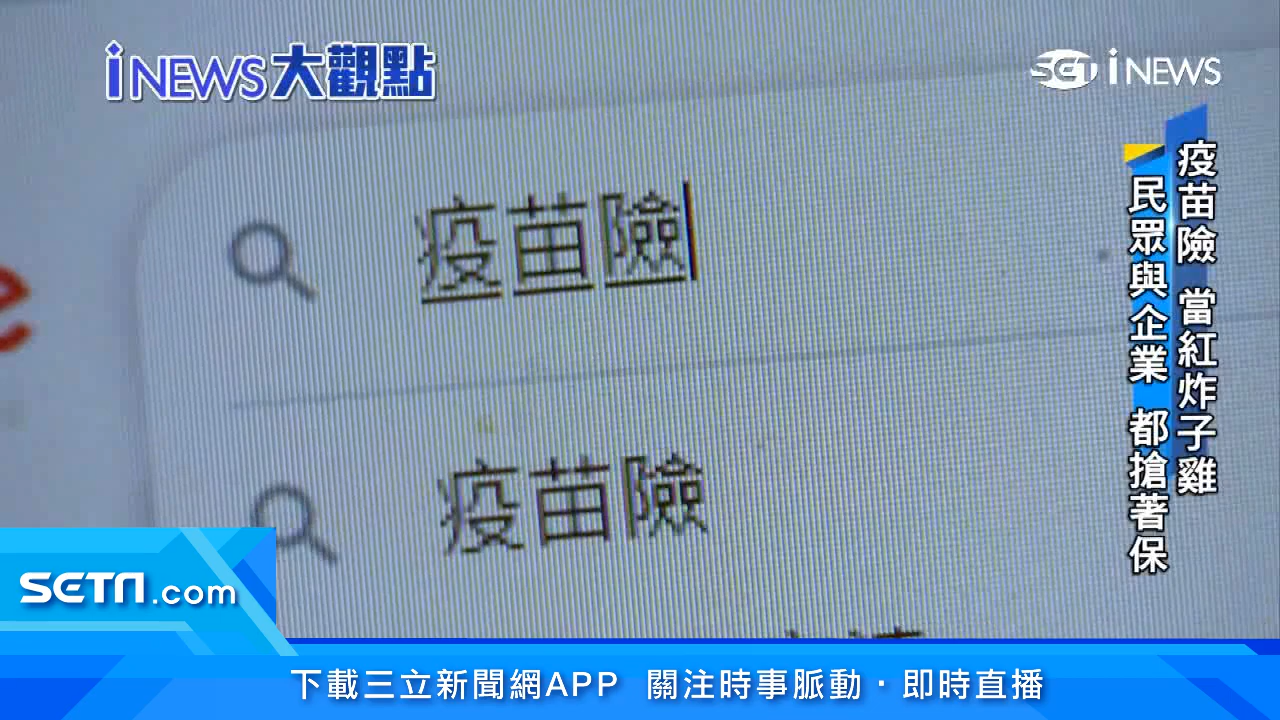 iNEWS大觀點
SET iNEWS
疫苗險
疫苗險
疫苗險 當紅炸子雞
民眾與企業 都搶著保
SETN.com
下載三立新聞網APP 關注時事脈動・即時直播